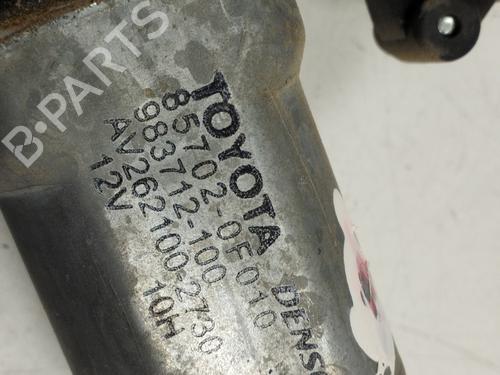 TOYOTA DENSO
85702-0F010
983712-100
AV262100-2730
12V 10H
B-PARTS